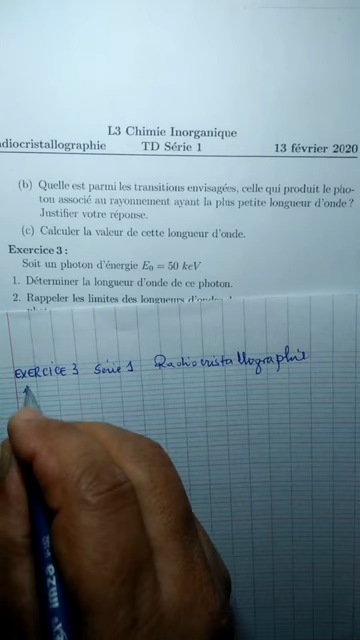 L3 Chimie Inorganique
diocristallographie TD Série 1 13 février 2020
(b) Quelle est parmi les transitions envisagées, celle qui produit le pho-
ton associé au rayonnement ayant la plus petite longueur d'onde ?
Justifier votre réponse.
(c) Calculer la valeur de cette longueur d'onde.
Exercice 3 :
Soit un photon d'énergie E₀ = 50 keV
1. Déterminer la longueur d'onde de ce photon.
2. Rappeler les limites des longueurs d'ondes
EXERCICE 3 Série 1 Radiocristallographie